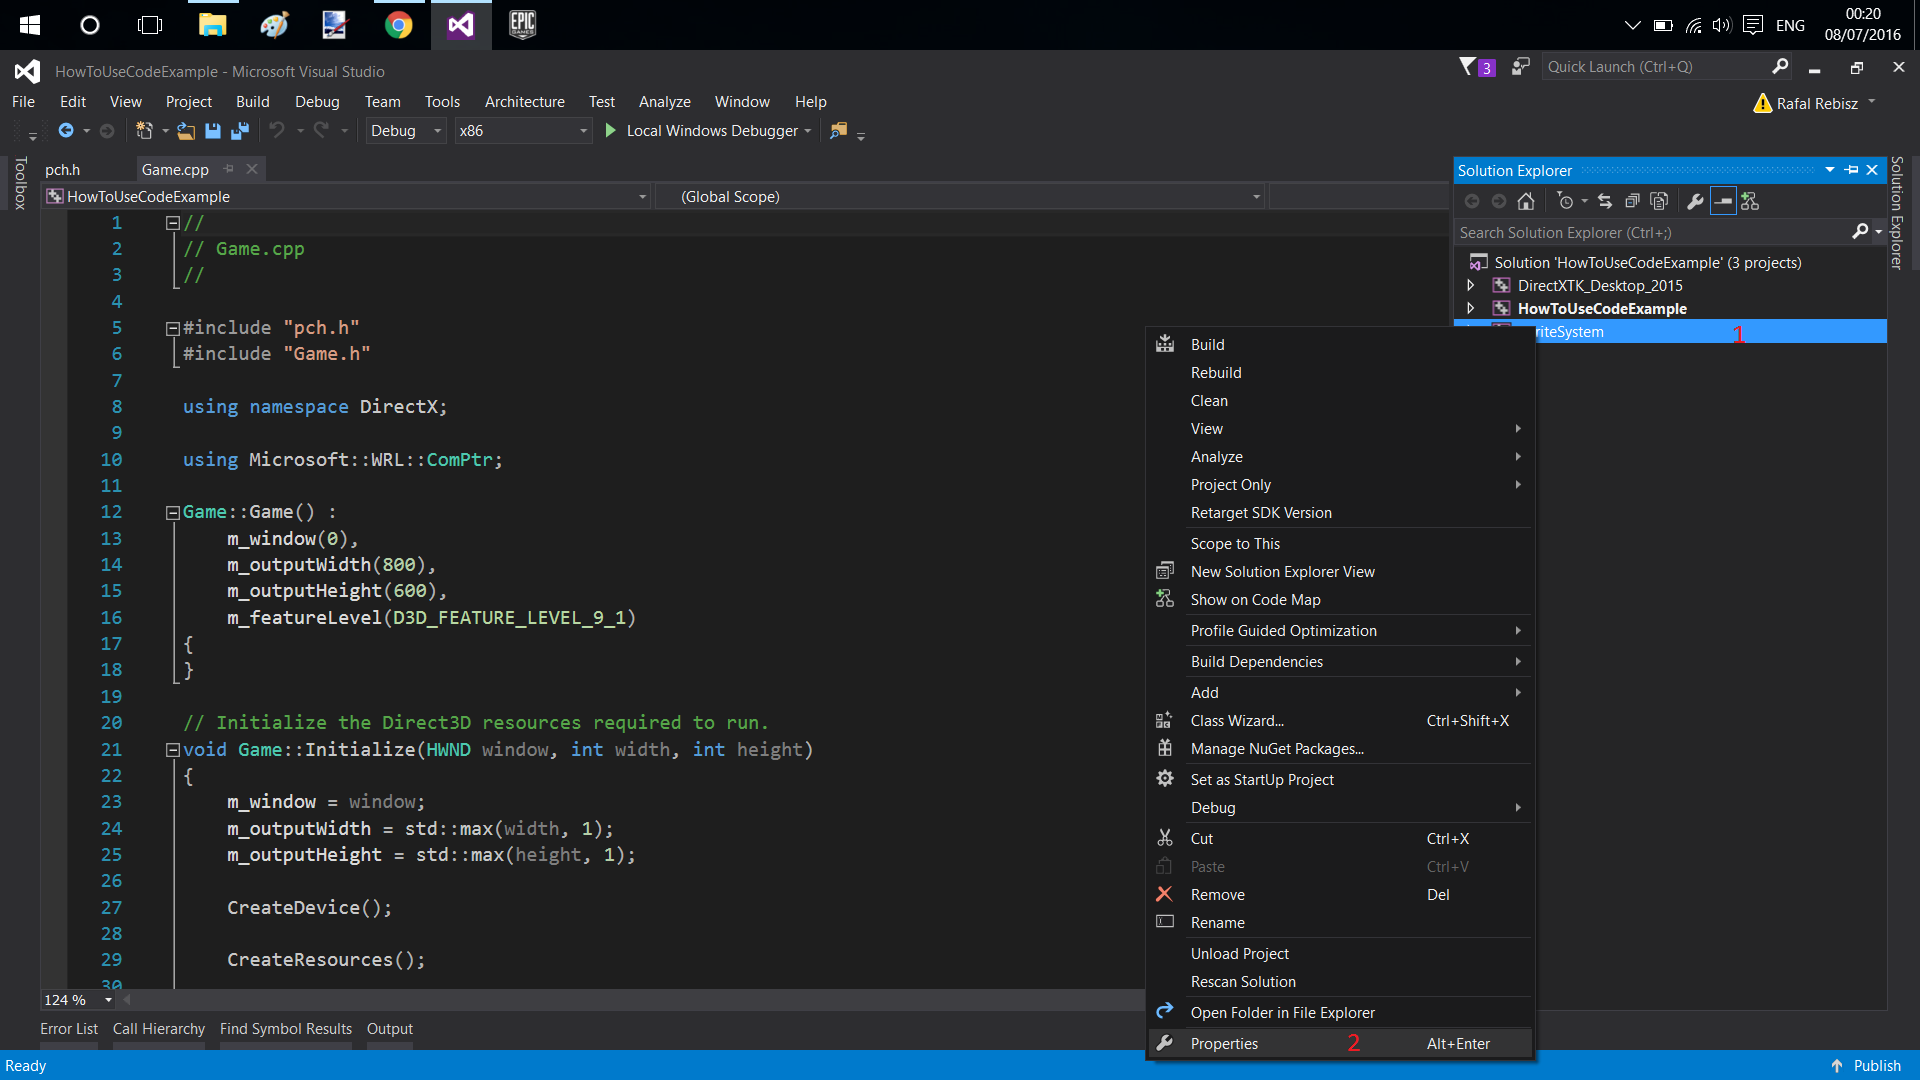 EPIC
GAMES
ENG
00:20
08/07/2016
HowToUseCodeExample - Microsoft Visual Studio
3
Quick Launch (Ctrl+Q)
File Edit View Project Build Debug Team Tools Architecture Test Analyze Window Help
Rafal Rebisz
Debug x86 Local Windows Debugger
Toolbox
pch.h Game.cpp
HowToUseCodeExample (Global Scope)
1 //
2 // Game.cpp
3 //
4
5 #include "pch.h"
6 #include "Game.h"
7
8 using namespace DirectX;
9
10 using Microsoft::WRL::ComPtr;
11
12 Game::Game() :
13 m_window(0),
14 m_outputWidth(800),
15 m_outputHeight(600),
16 m_featureLevel(D3D_FEATURE_LEVEL_9_1)
17 {
18 }
19
20 // Initialize the Direct3D resources required to run.
21 void Game::Initialize(HWND window, int width, int height)
22 {
23 m_window = window;
24 m_outputWidth = std::max(width, 1);
25 m_outputHeight = std::max(height, 1);
26
27 CreateDevice();
28
29 CreateResources();
30
124 %
Solution Explorer
Search Solution Explorer (Ctrl+;)
Solution 'HowToUseCodeExample' (3 projects)
DirectXTK_Desktop_2015
HowToUseCodeExample
riteSystem 1
Solution Explorer
Build
Rebuild
Clean
View
Analyze
Project Only
Retarget SDK Version
Scope to This
New Solution Explorer View
Show on Code Map
Profile Guided Optimization
Build Dependencies
Add
Class Wizard... Ctrl+Shift+X
Manage NuGet Packages...
Set as StartUp Project
Debug
Cut Ctrl+X
Paste Ctrl+V
Remove Del
Rename
Unload Project
Rescan Solution
Open Folder in File Explorer
Properties 2 Alt+Enter
Error List Call Hierarchy Find Symbol Results Output
Ready
Publish